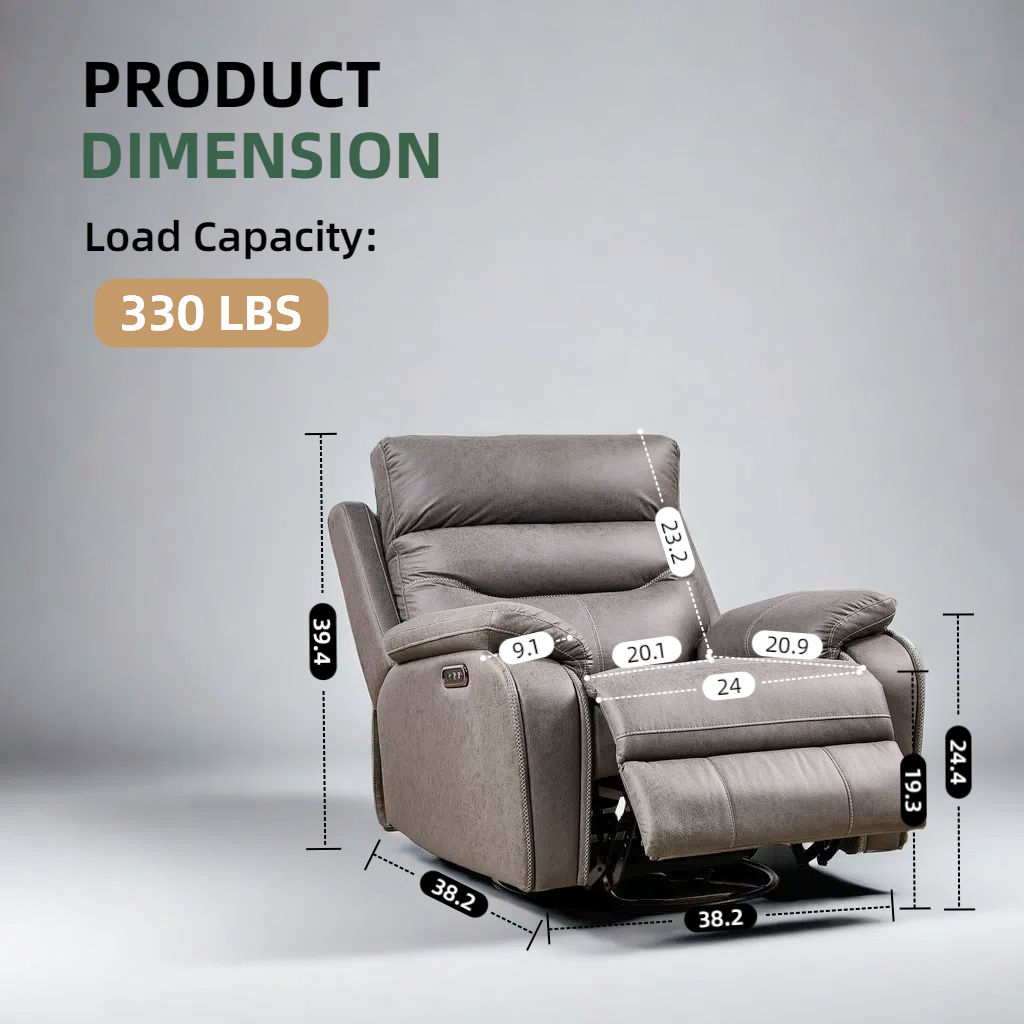 PRODUCT
DIMENSION
Load Capacity:
330 LBS
23.2
39.4
9.1
20.1
20.9
24
24.4
19.3
38.2
38.2